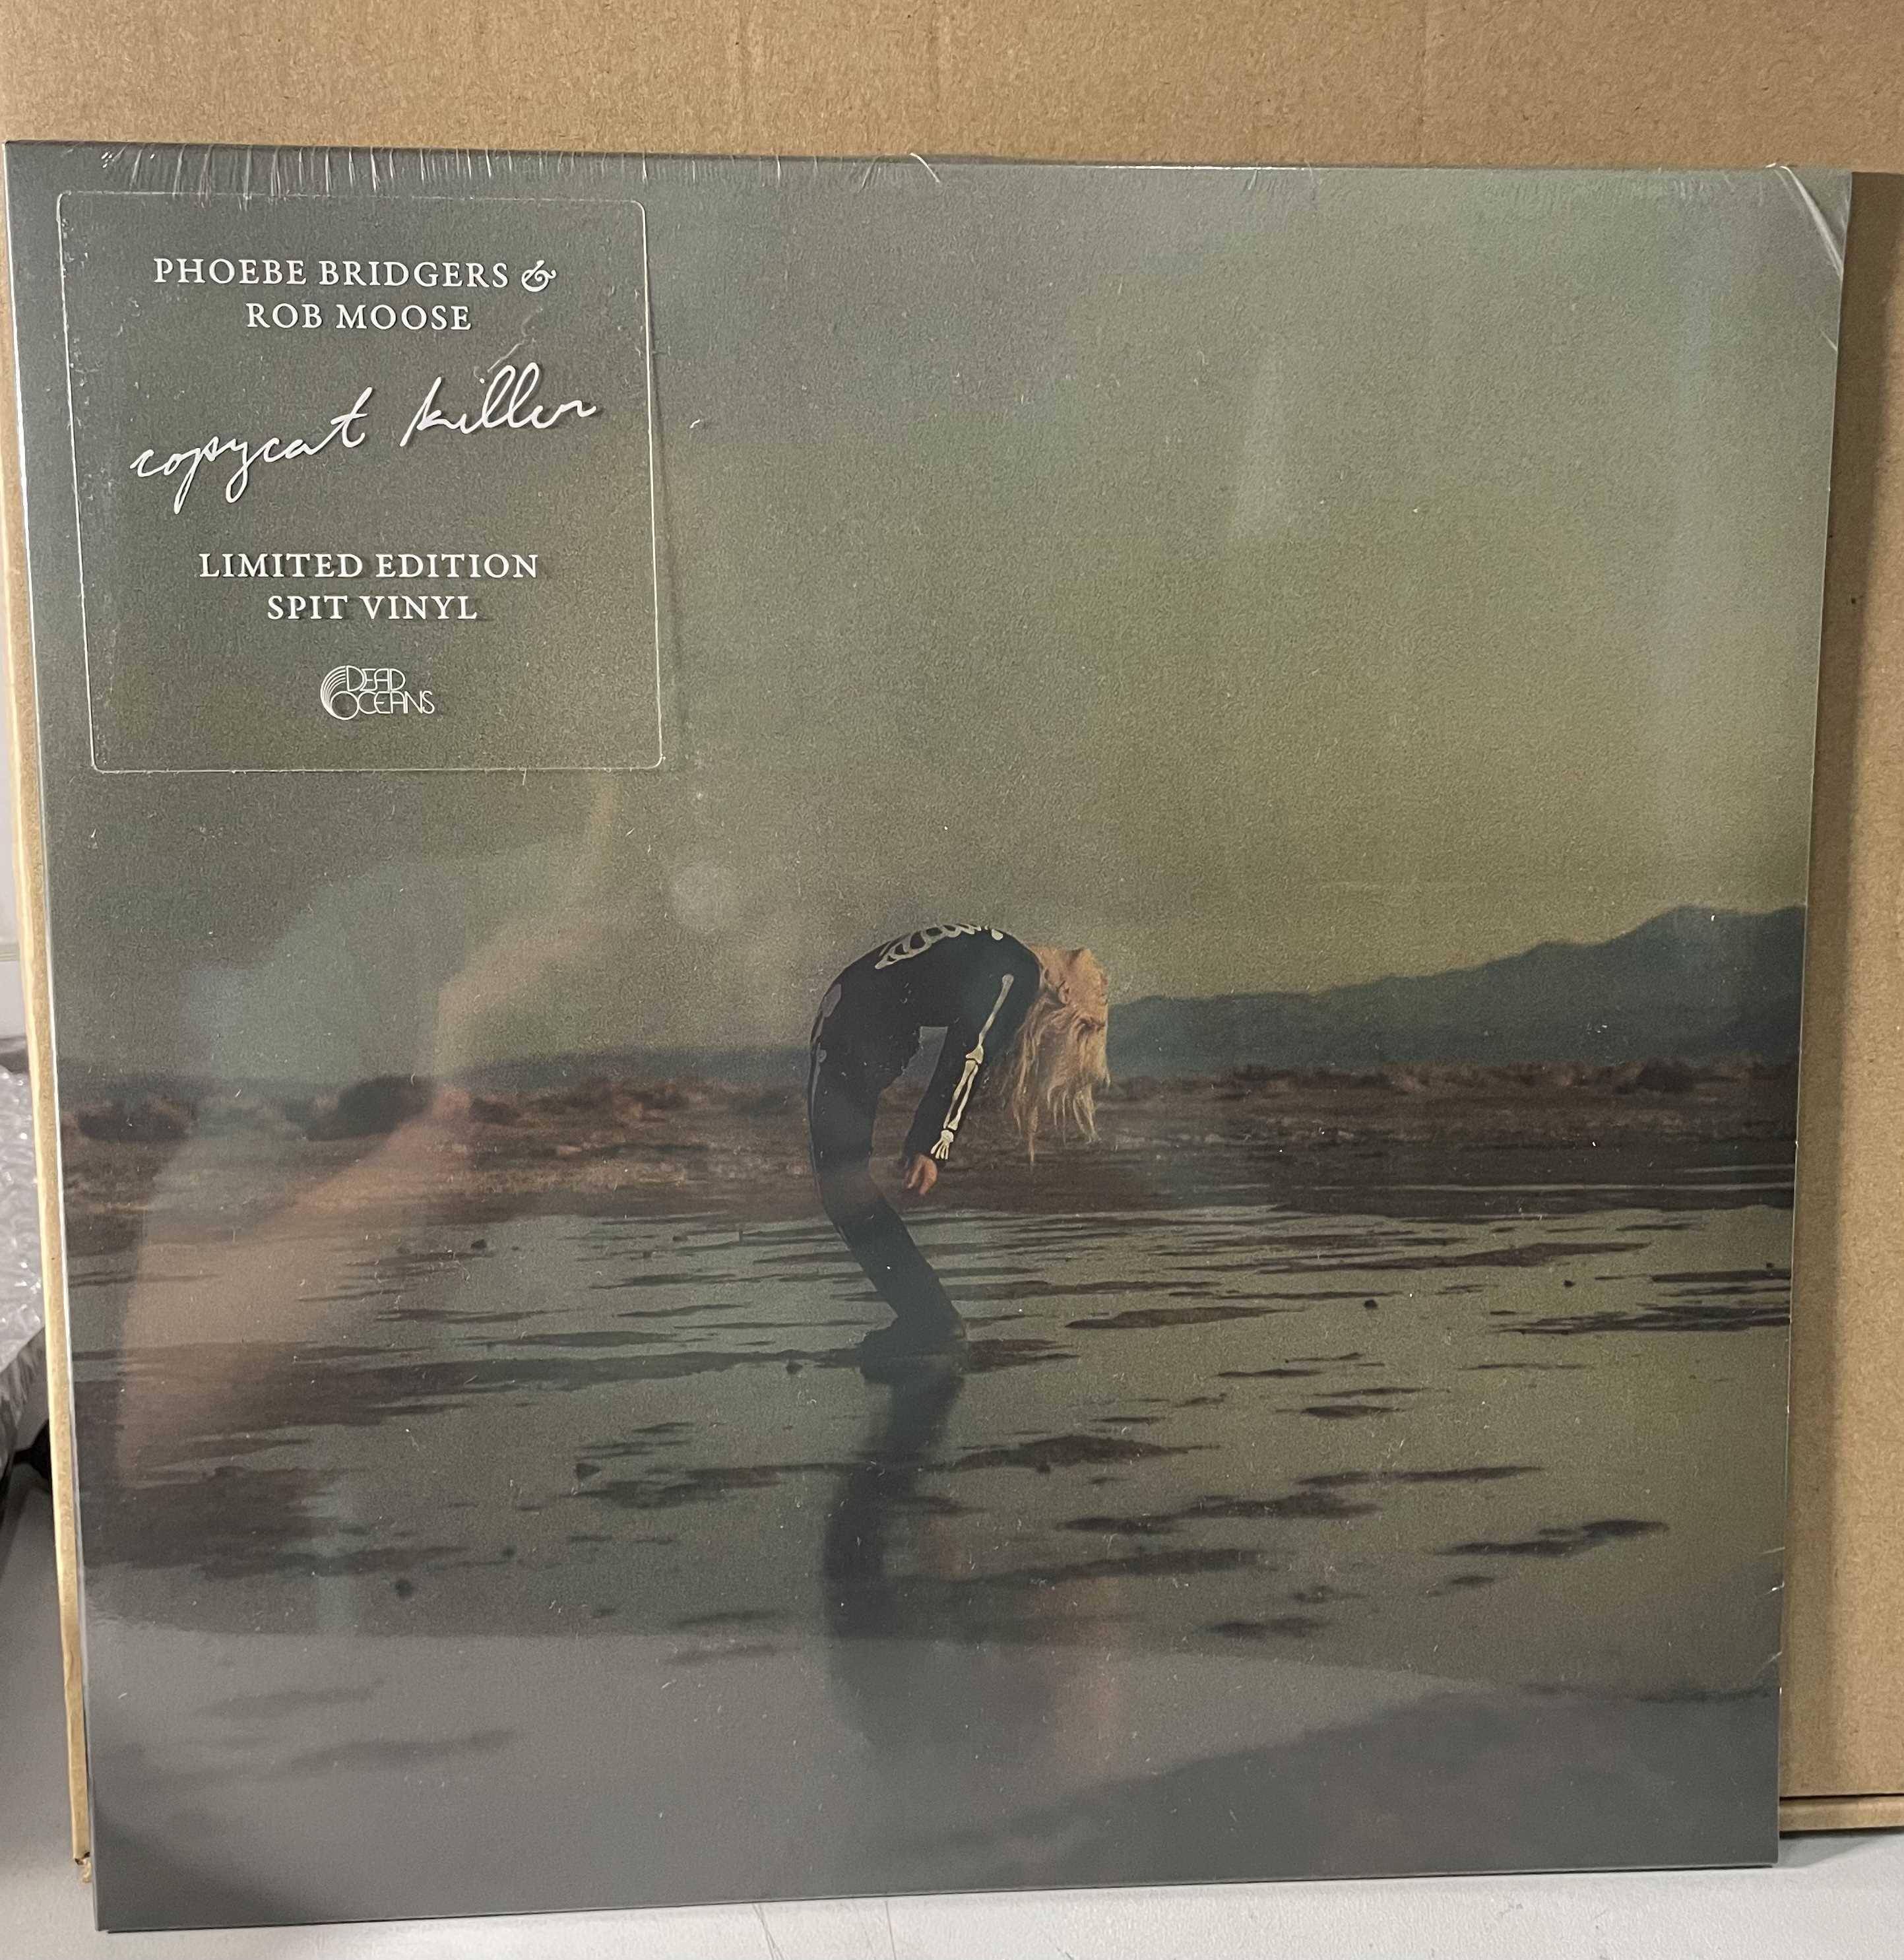 PHOEBE BRIDGERS &
ROB MOOSE
copycat killer
LIMITED EDITION
SPIT VINYL
DEAD
OCEANS